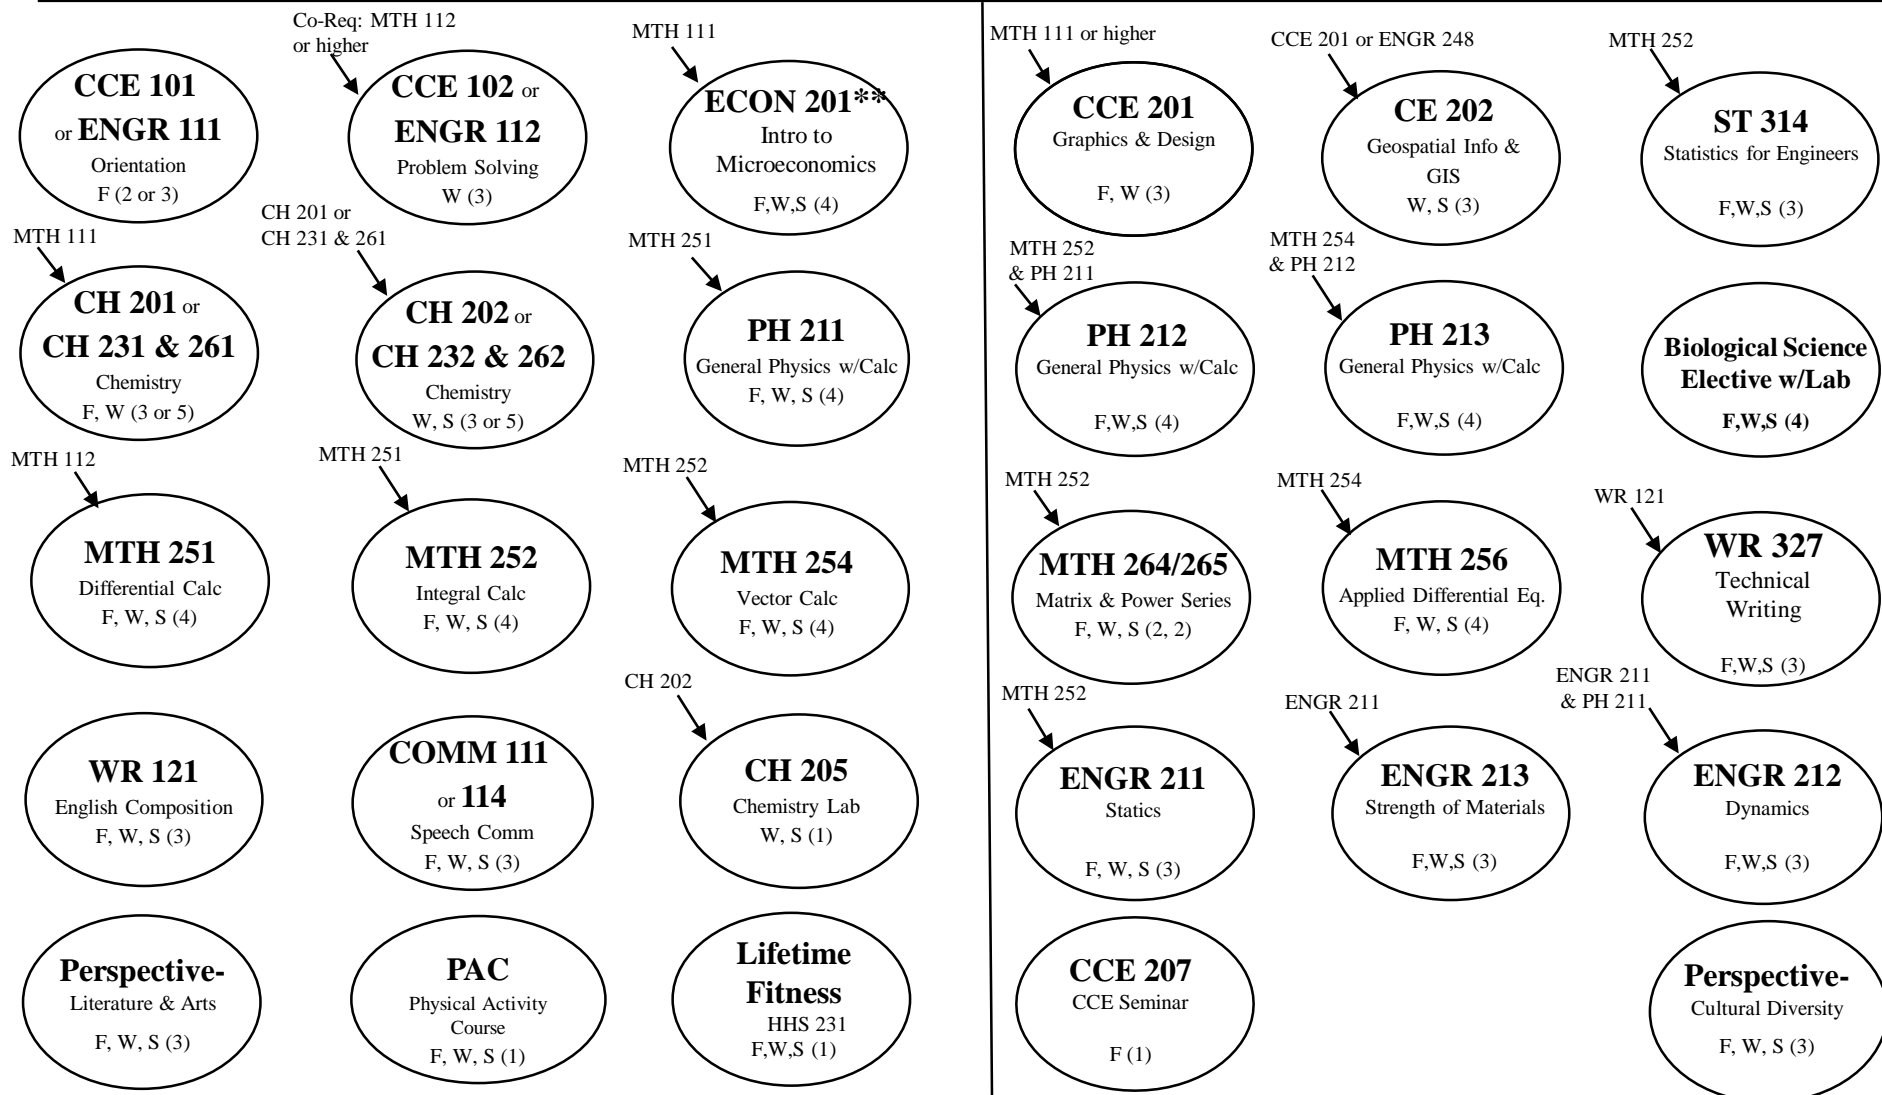 Co-Req: MTH 112
or higher
CCE 101
or ENGR 111
Orientation
F (2 or 3)
CCE 102 or
ENGR 112
Problem Solving
W (3)
MTH 111
ECON 201**
Intro to
Microeconomics
F,W,S (4)
MTH 111 or higher
CCE 201
Graphics & Design
F, W (3)
CCE 201 or ENGR 248
CE 202
Geospatial Info &
GIS
W, S (3)
MTH 252
ST 314
Statistics for Engineers
F,W,S (3)
MTH 111
CH 201 or
CH 231 & 261
Chemistry
F, W (3 or 5)
CH 201 or
CH 231 & 261
CH 202 or
CH 232 & 262
Chemistry
W, S (3 or 5)
MTH 251
PH 211
General Physics w/Calc
F, W, S (4)
MTH 252
& PH 211
PH 212
General Physics w/Calc
F,W,S (4)
MTH 254
& PH 212
PH 213
General Physics w/Calc
F,W,S (4)
Biological Science
Elective w/Lab
F,W,S (4)
MTH 112
MTH 251
Differential Calc
F, W, S (4)
MTH 251
MTH 252
Integral Calc
F, W, S (4)
MTH 252
MTH 254
Vector Calc
F, W, S (4)
MTH 252
MTH 264/265
Matrix & Power Series
F, W, S (2, 2)
MTH 254
MTH 256
Applied Differential Eq.
F, W, S (4)
WR 121
WR 327
Technical
Writing
F,W,S (3)
WR 121
English Composition
F, W, S (3)
COMM 111
or 114
Speech Comm
F, W, S (3)
CH 202
CH 205
Chemistry Lab
W, S (1)
MTH 252
ENGR 211
Statics
F, W, S (3)
ENGR 211
ENGR 213
Strength of Materials
F,W,S (3)
ENGR 211
& PH 211
ENGR 212
Dynamics
F,W,S (3)
Perspective-
Literature & Arts
F, W, S (3)
PAC
Physical Activity
Course
F, W, S (1)
Lifetime
Fitness
HHS 231
F,W,S (1)
CCE 207
CCE Seminar
F (1)
Perspective-
Cultural Diversity
F, W, S (3)